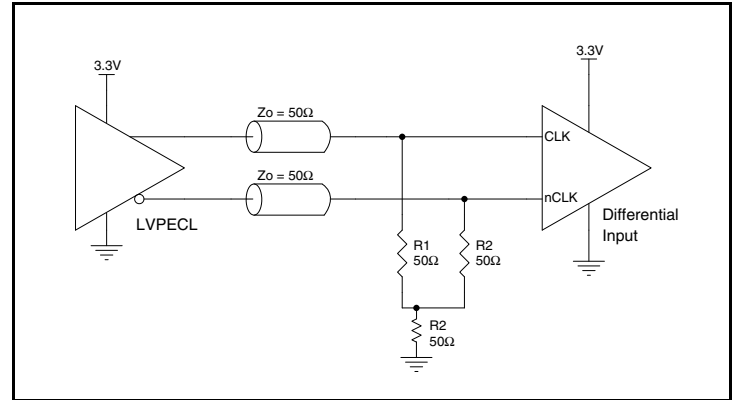 3.3V
3.3V
Zo = 50Ω
CLK
Zo = 50Ω
nCLK
LVPECL
Differential
Input
R1
50Ω
R2
50Ω
R2
50Ω